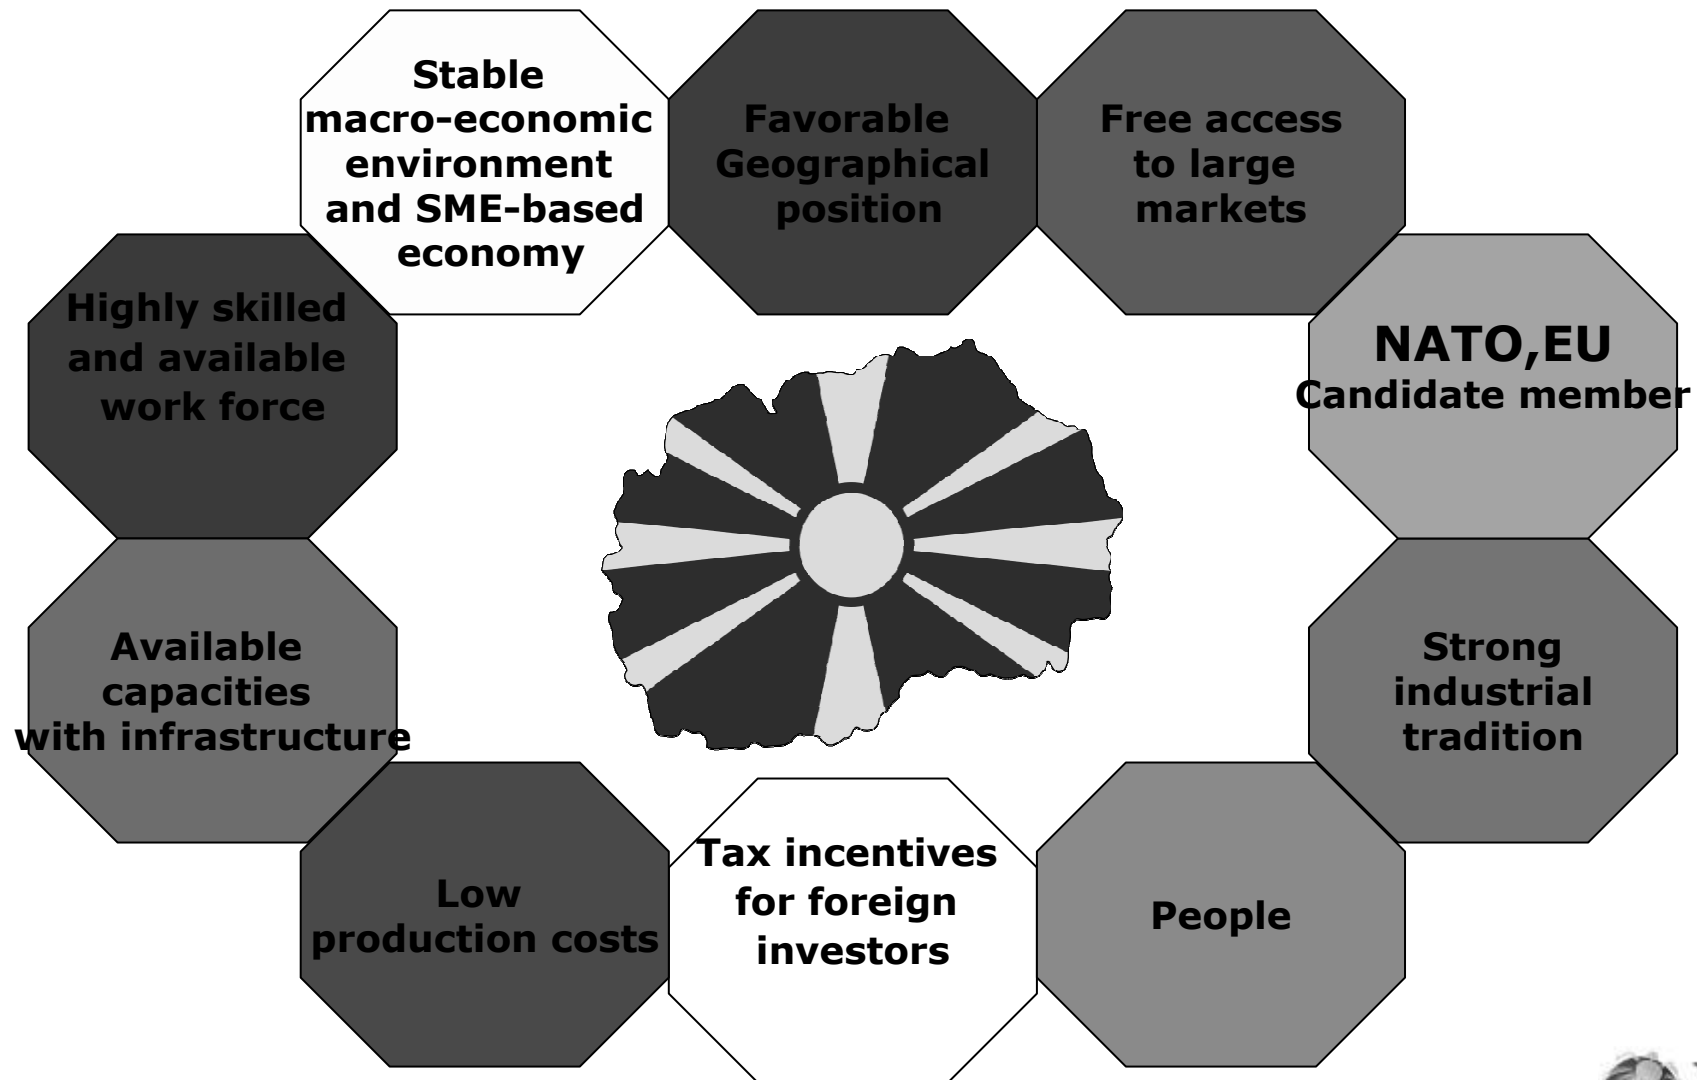 Stable
macro-economic
environment
and SME-based
economy
Favorable
Geographical
position
Free access
to large
markets
Highly skilled
and available
work force
NATO,EU
Candidate member
Available
capacities
with infrastructure
Strong
industrial
tradition
Low
production costs
Tax incentives
for foreign
investors
People